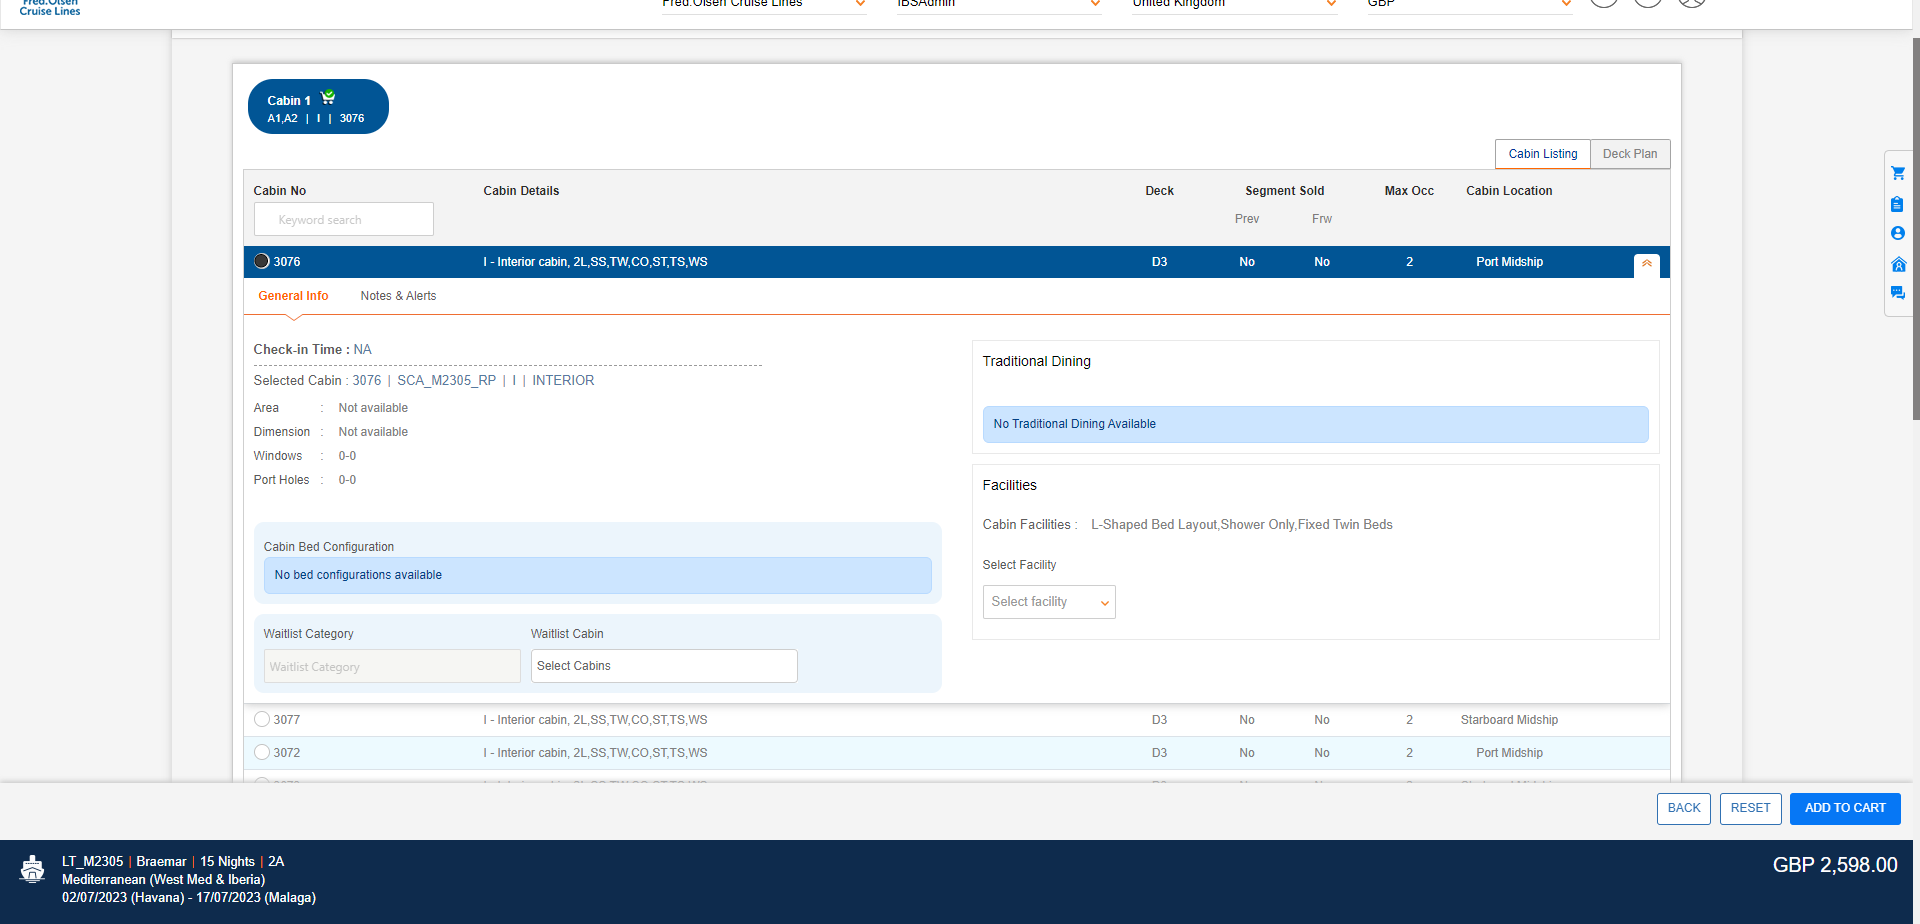 Fred.Olsen
Cruise Lines
Fred.Olsen Cruise Lines
IBSAdmin
United Kingdom
GBP
Cabin 1
A1,A2 | I | 3076
Cabin Listing
Deck Plan
Cabin No
Cabin Details
Deck
Segment Sold
Max Occ
Cabin Location
Keyword search
Prev
Frw
3076 I - Interior cabin, 2L,SS,TW,CO,ST,TS,WS D3 No No 2 Port Midship
General Info
Notes & Alerts
Check-in Time : NA
Selected Cabin : 3076 | SCA_M2305_RP | I | INTERIOR
Area : Not available
Dimension : Not available
Windows : 0-0
Port Holes : 0-0
Traditional Dining
No Traditional Dining Available
Facilities
Cabin Facilities : L-Shaped Bed Layout,Shower Only,Fixed Twin Beds
Select Facility
Select facility
Cabin Bed Configuration
No bed configurations available
Waitlist Category
Waitlist Cabin
Waitlist Category
Select Cabins
3077 I - Interior cabin, 2L,SS,TW,CO,ST,TS,WS D3 No No 2 Starboard Midship
3072 I - Interior cabin, 2L,SS,TW,CO,ST,TS,WS D3 No No 2 Port Midship
BACK
RESET
ADD TO CART
LT_M2305 | Braemar | 15 Nights | 2A
Mediterranean (West Med & Iberia)
02/07/2023 (Havana) - 17/07/2023 (Malaga)
GBP 2,598.00